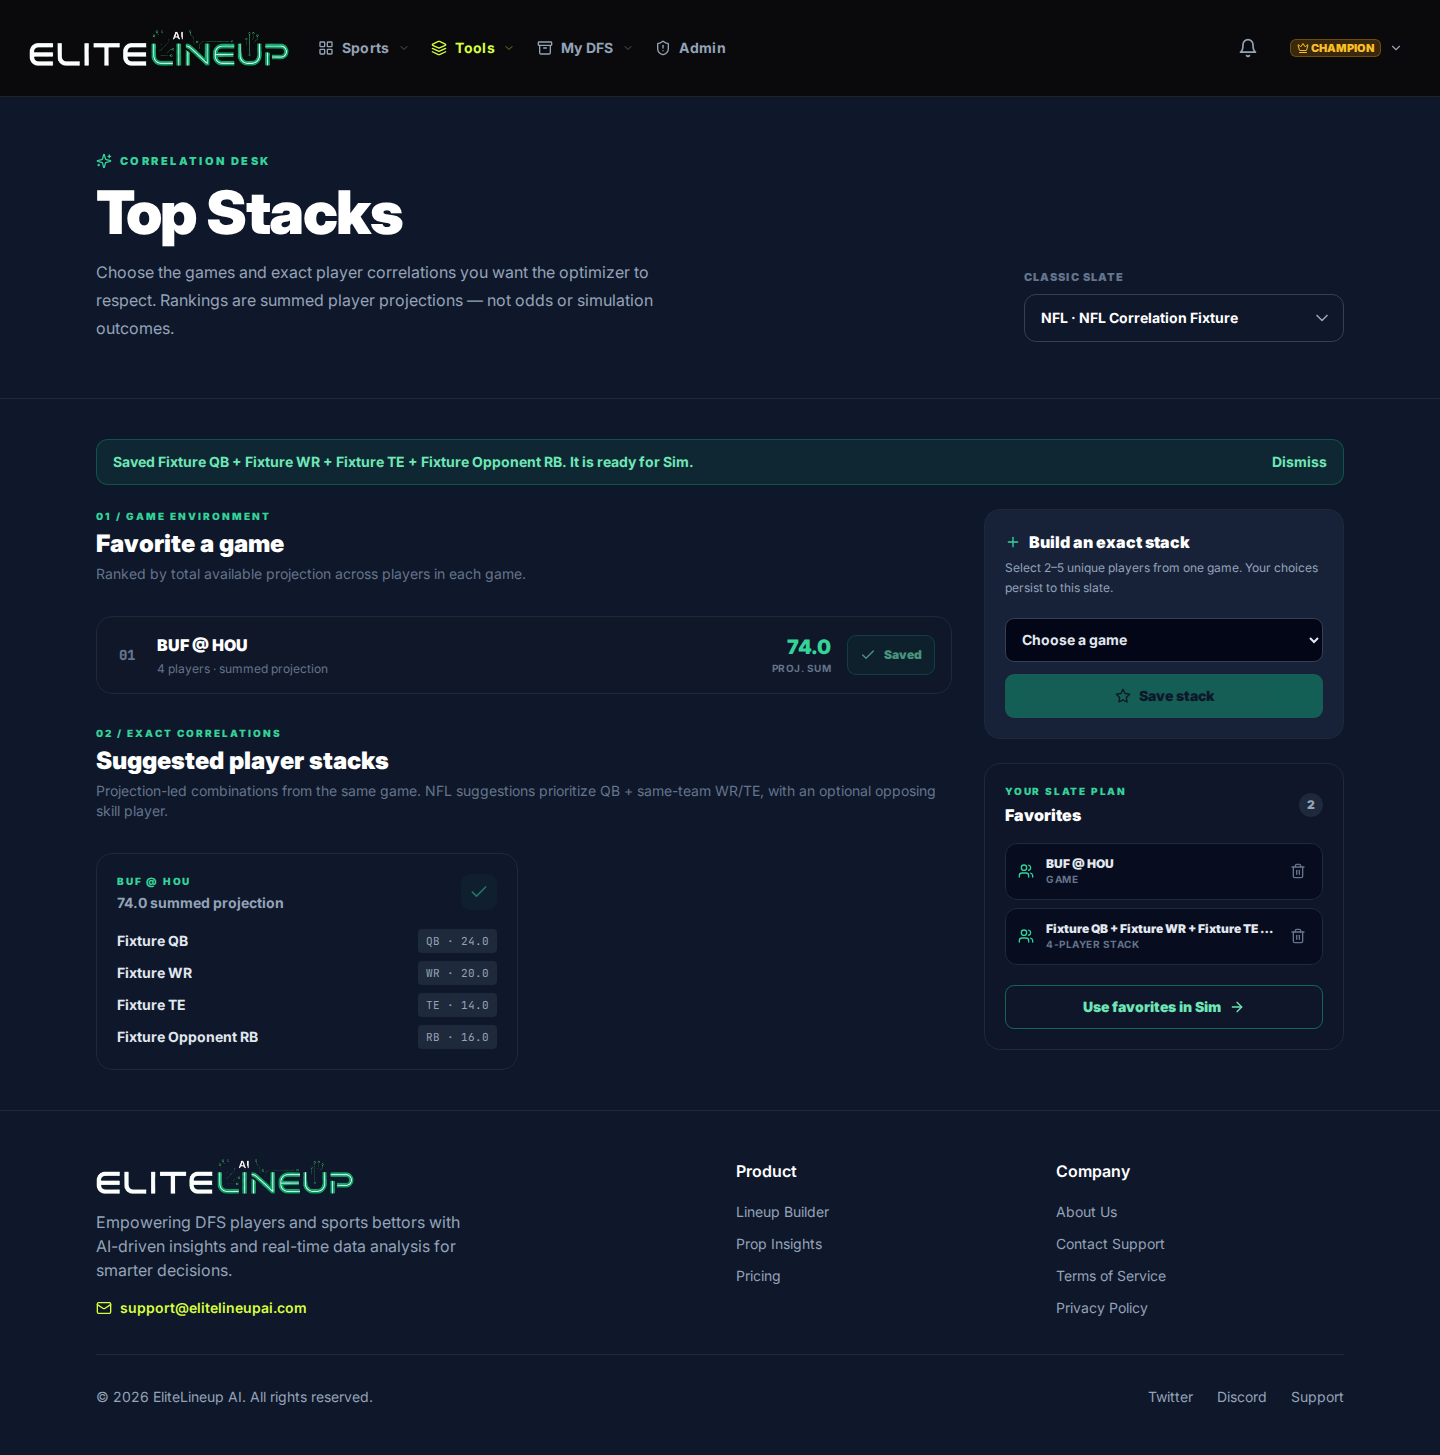 ELITE LINEUP AI
Sports
Tools
My DFS
Admin
CHAMPION
CORRELATION DESK
Top Stacks
Choose the games and exact player correlations you want the optimizer to
respect. Rankings are summed player projections — not odds or simulation
outcomes.
CLASSIC SLATE
NFL · NFL Correlation Fixture
Saved Fixture QB + Fixture WR + Fixture TE + Fixture Opponent RB. It is ready for Sim.
Dismiss
01 / GAME ENVIRONMENT
Favorite a game
Ranked by total available projection across players in each game.
01
BUF @ HOU
4 players · summed projection
74.0
PROJ. SUM
Saved
02 / EXACT CORRELATIONS
Suggested player stacks
Projection-led combinations from the same game. NFL suggestions prioritize QB + same-team WR/TE, with an optional opposing
skill player.
BUF @ HOU
74.0 summed projection
Fixture QB
QB · 24.0
Fixture WR
WR · 20.0
Fixture TE
TE · 14.0
Fixture Opponent RB
RB · 16.0
Build an exact stack
Select 2–5 unique players from one game. Your choices
persist to this slate.
Choose a game
Save stack
YOUR SLATE PLAN
Favorites
2
BUF @ HOU
GAME
Fixture QB + Fixture WR + Fixture TE ...
4-PLAYER STACK
Use favorites in Sim
ELITE LINEUP AI
Empowering DFS players and sports bettors with
AI-driven insights and real-time data analysis for
smarter decisions.
support@elitelineupai.com
Product
Lineup Builder
Prop Insights
Pricing
Company
About Us
Contact Support
Terms of Service
Privacy Policy
© 2026 EliteLineup AI. All rights reserved.
Twitter
Discord
Support